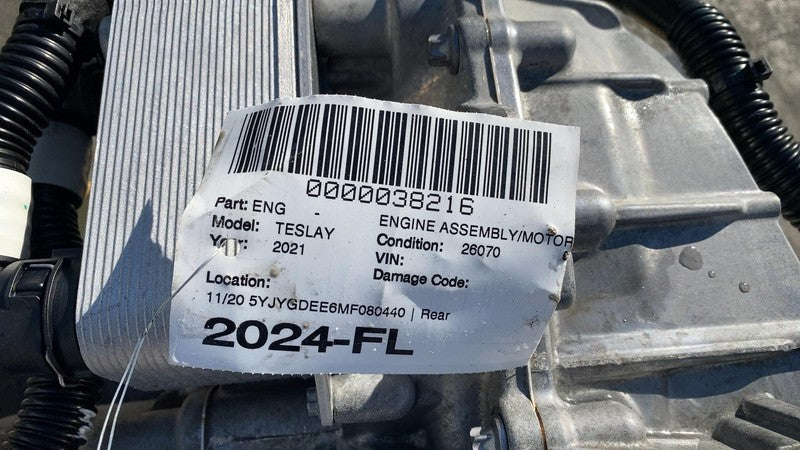 0000038216
Part: ENG - ENGINE ASSEMBLY/MOTOR
Model: TESLAY Condition: 26070
Year: 2021 VIN:
Damage Code:
Location:
11/20 5YJYGDEE6MF080440 | Rear
2024-FL